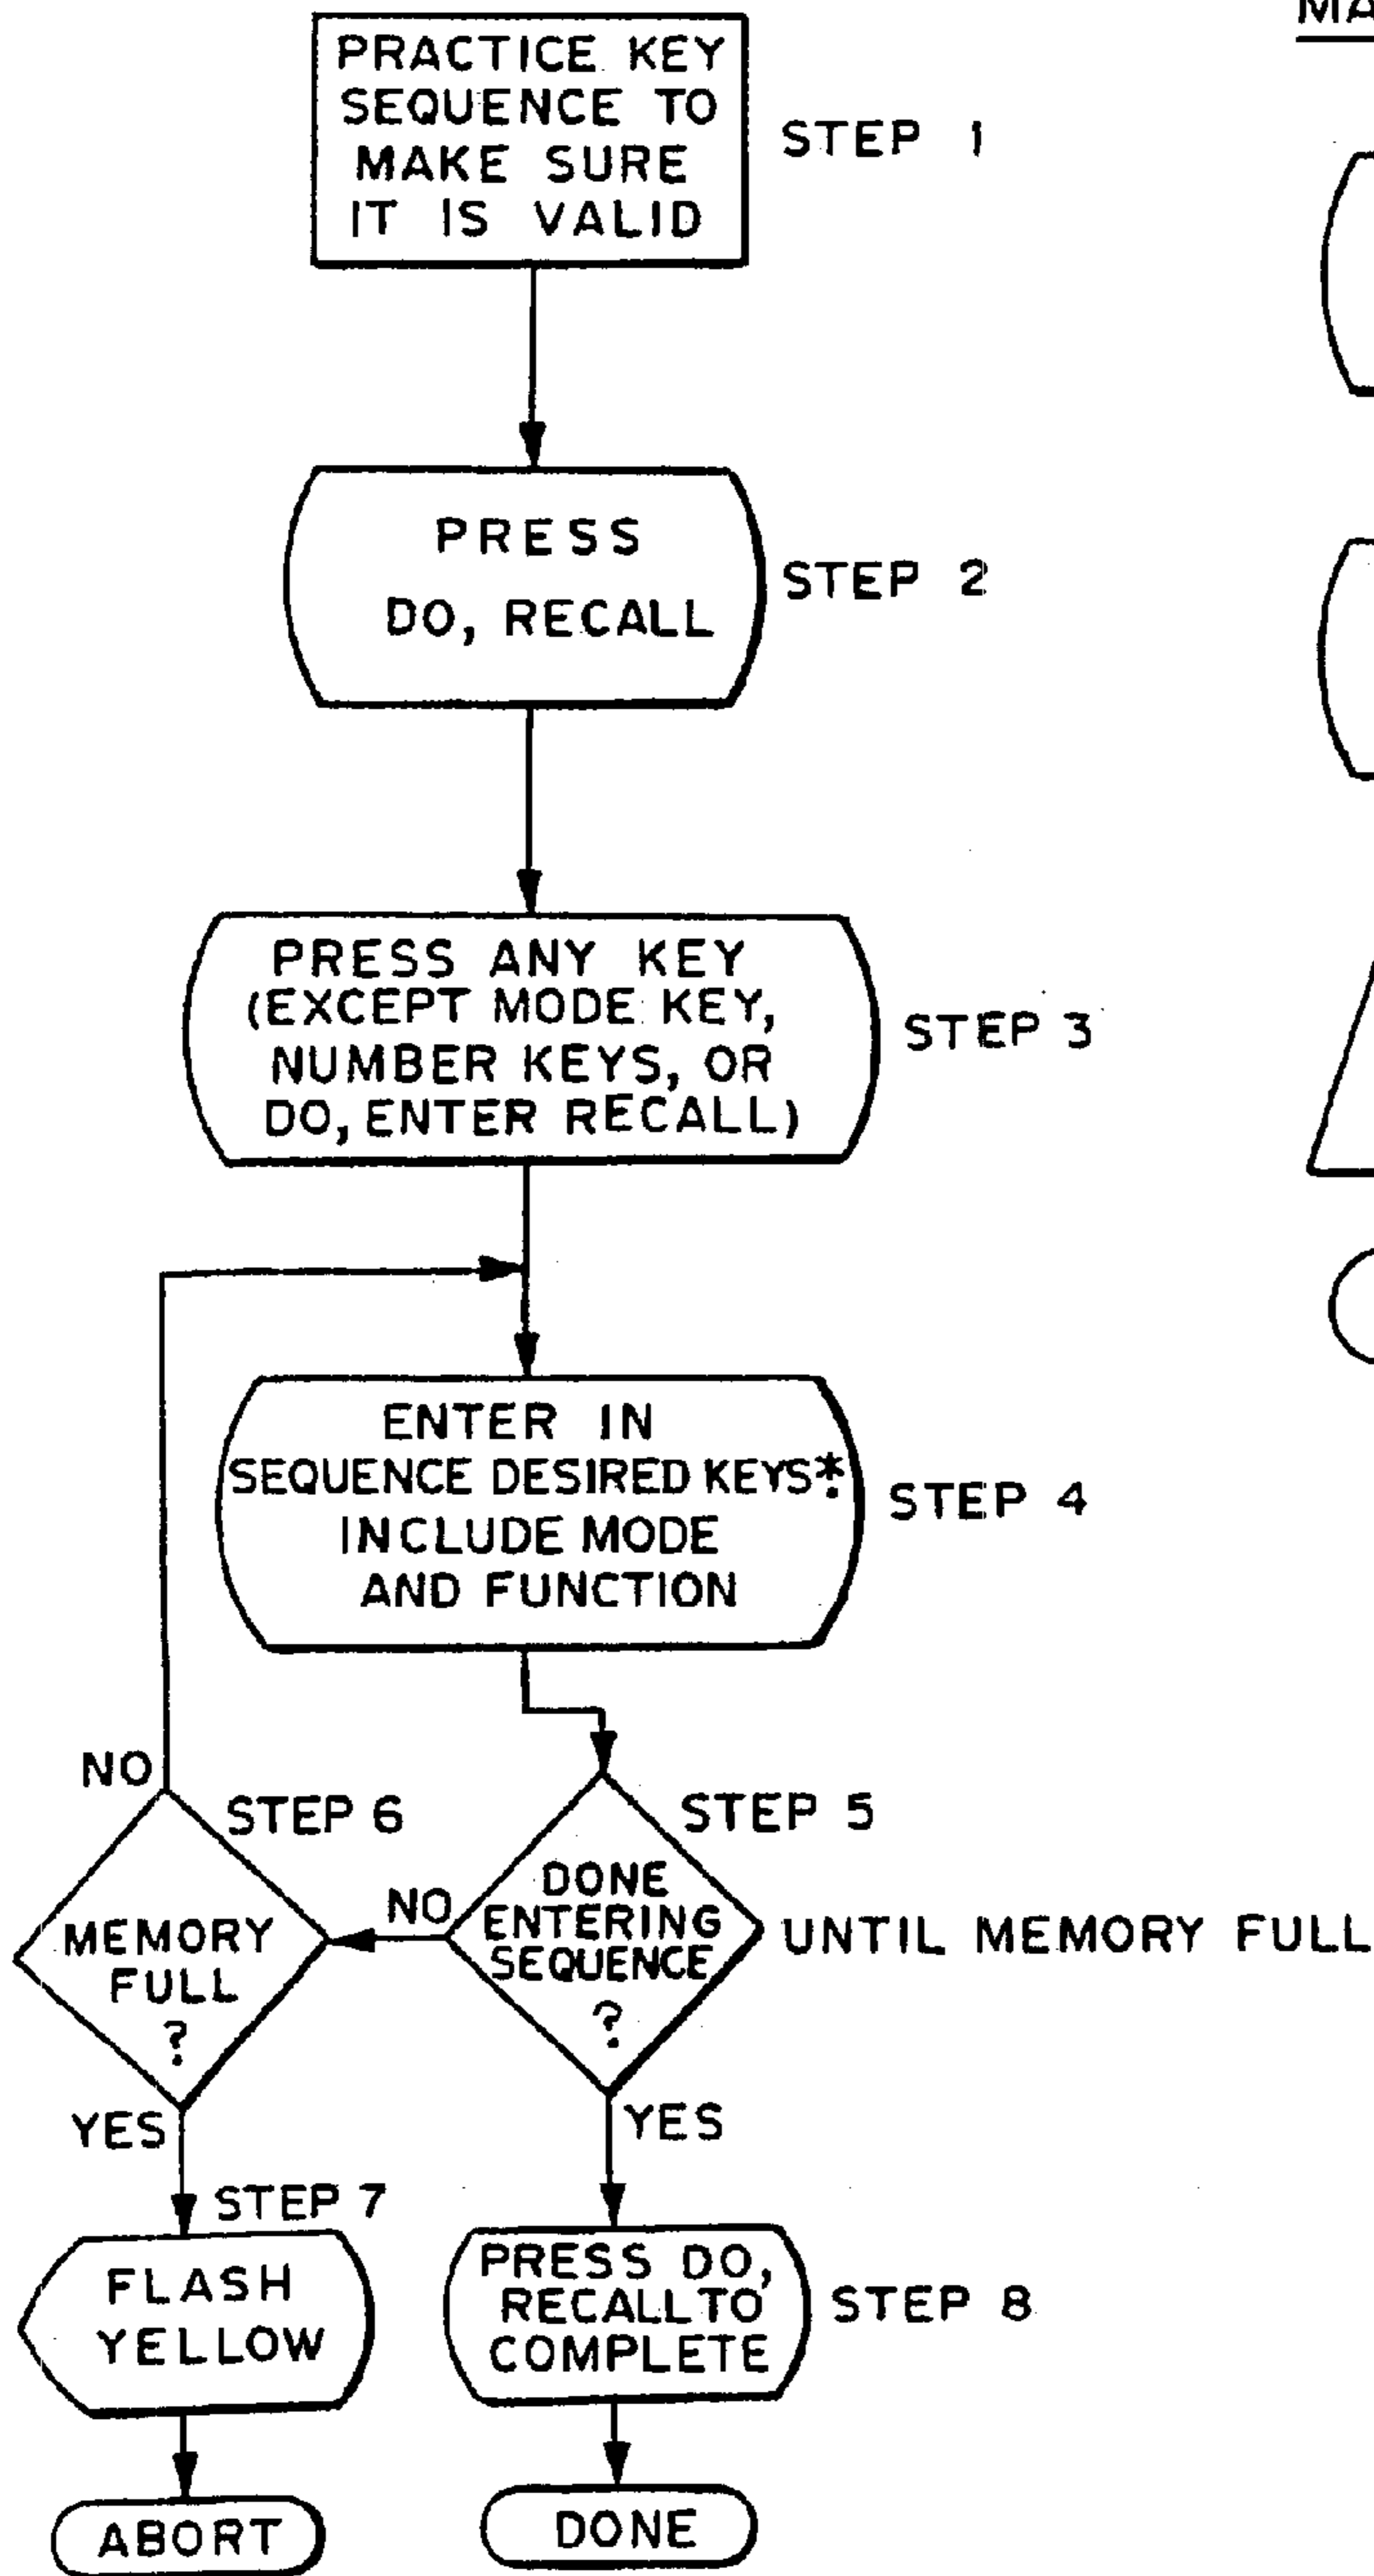 PRACTICE KEY
SEQUENCE TO
MAKE SURE
IT IS VALID
STEP 1
PRESS
DO, RECALL
STEP 2
PRESS ANY KEY
(EXCEPT MODE KEY,
NUMBER KEYS, OR
DO, ENTER RECALL)
STEP 3
ENTER IN
SEQUENCE DESIRED KEYS*.
INCLUDE MODE
AND FUNCTION
STEP 4
STEP 5
DONE
ENTERING
SEQUENCE
?
UNTIL MEMORY FULL
NO
STEP 6
MEMORY
FULL
?
NO
YES
STEP 7
FLASH
YELLOW
ABORT
YES
PRESS DO,
RECALL TO
COMPLETE
STEP 8
DONE